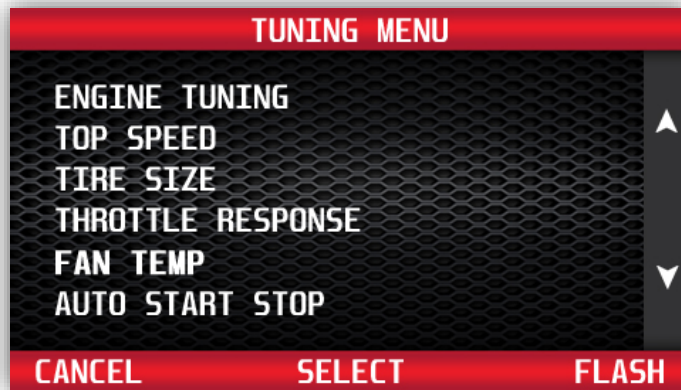 TUNING MENU
ENGINE TUNING
TOP SPEED
TIRE SIZE
THROTTLE RESPONSE
FAN TEMP
AUTO START STOP
CANCEL SELECT FLASH